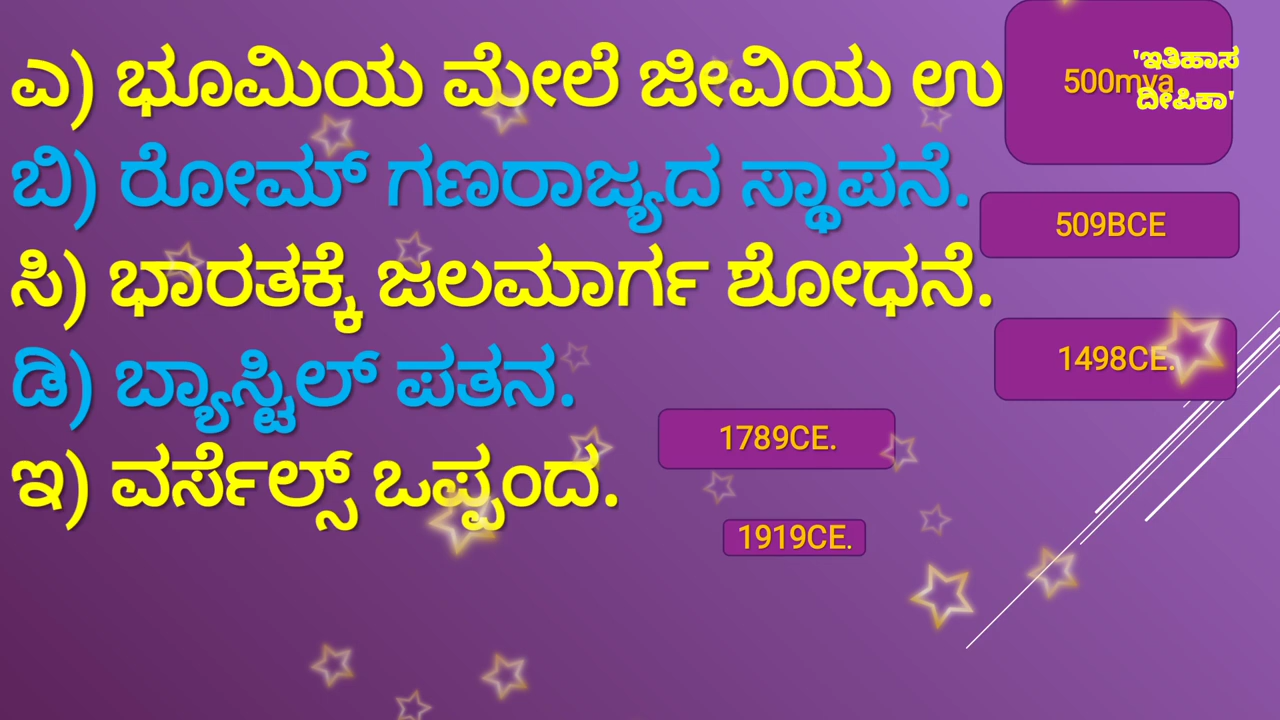 ಎ) ಭೂಮಿಯ ಮೇಲೆ ಜೀವಿಯ ಉ
500mya
'ಇತಿಹಾಸ
ದೀಪಿಕಾ'
ಬಿ) ರೋಮ್ ಗಣರಾಜ್ಯದ ಸ್ಥಾಪನೆ.
509BCE
ಸಿ) ಭಾರತಕ್ಕೆ ಜಲಮಾರ್ಗ ಶೋಧನೆ.
1498CE.
ಡಿ) ಬ್ಯಾಸ್ಟಿಲ್ ಪತನ.
1789CE.
ಇ) ವರ್ಸೆಲ್ಸ್ ಒಪ್ಪಂದ.
1919CE.